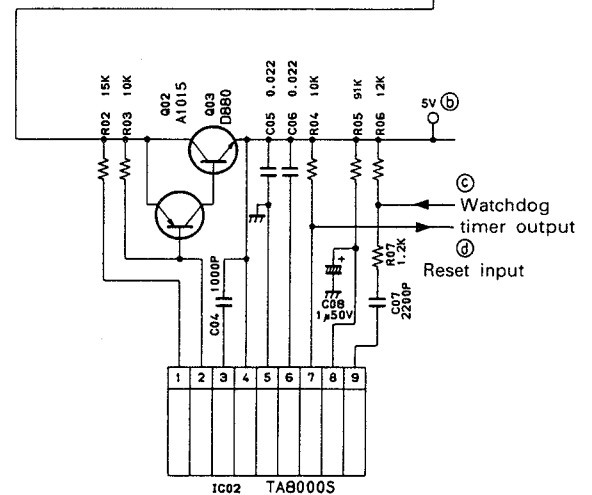 R02 15K
R03 10K
Q02 A1015
Q03 D880
C05 0.022
C06 0.022
R04 10K
R05 91K
R06 12K
5V ⓑ
ⓒ
Watchdog
timer output
ⓓ
Reset input
R07 1.2K
C04 1000P
+
C08
1μ50V
C07 2200P
1 2 3 4 5 6 7 8 9
IC02 TA8000S